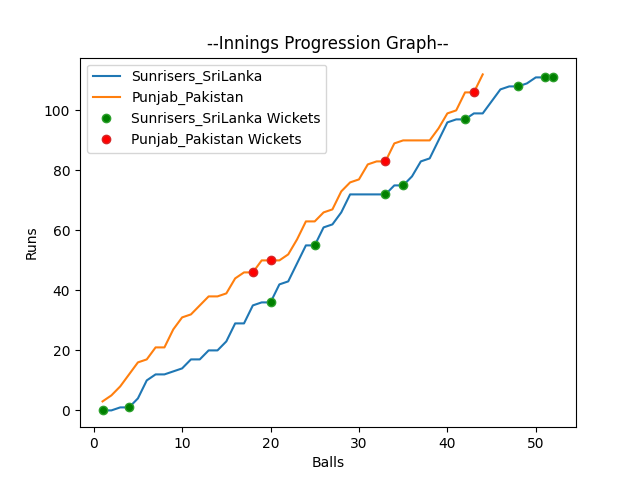 --Innings Progression Graph--
Sunrisers_SriLanka
Punjab_Pakistan
Sunrisers_SriLanka Wickets
Punjab_Pakistan Wickets
Runs
100
80
60
40
20
0
0 10 20 30 40 50
Balls